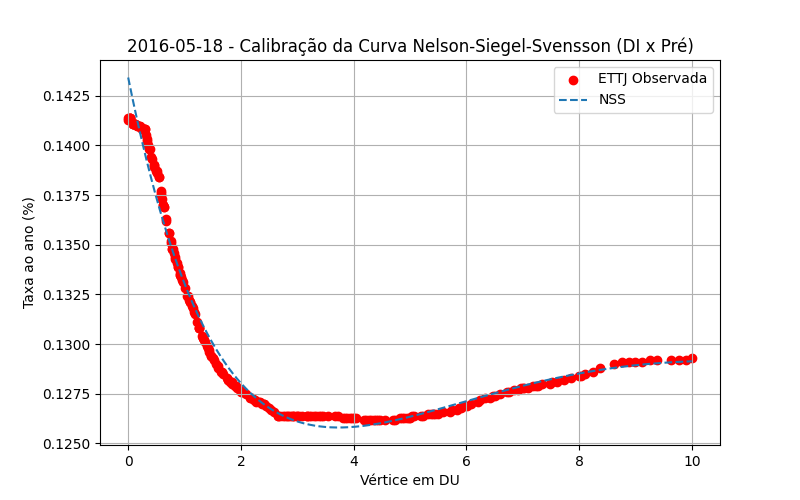 2016-05-18 - Calibração da Curva Nelson-Siegel-Svensson (DI x Pré)
ETTJ Observada
NSS
Taxa ao ano (%)
0.1425
0.1400
0.1375
0.1350
0.1325
0.1300
0.1275
0.1250
0 2 4 6 8 10
Vértice em DU